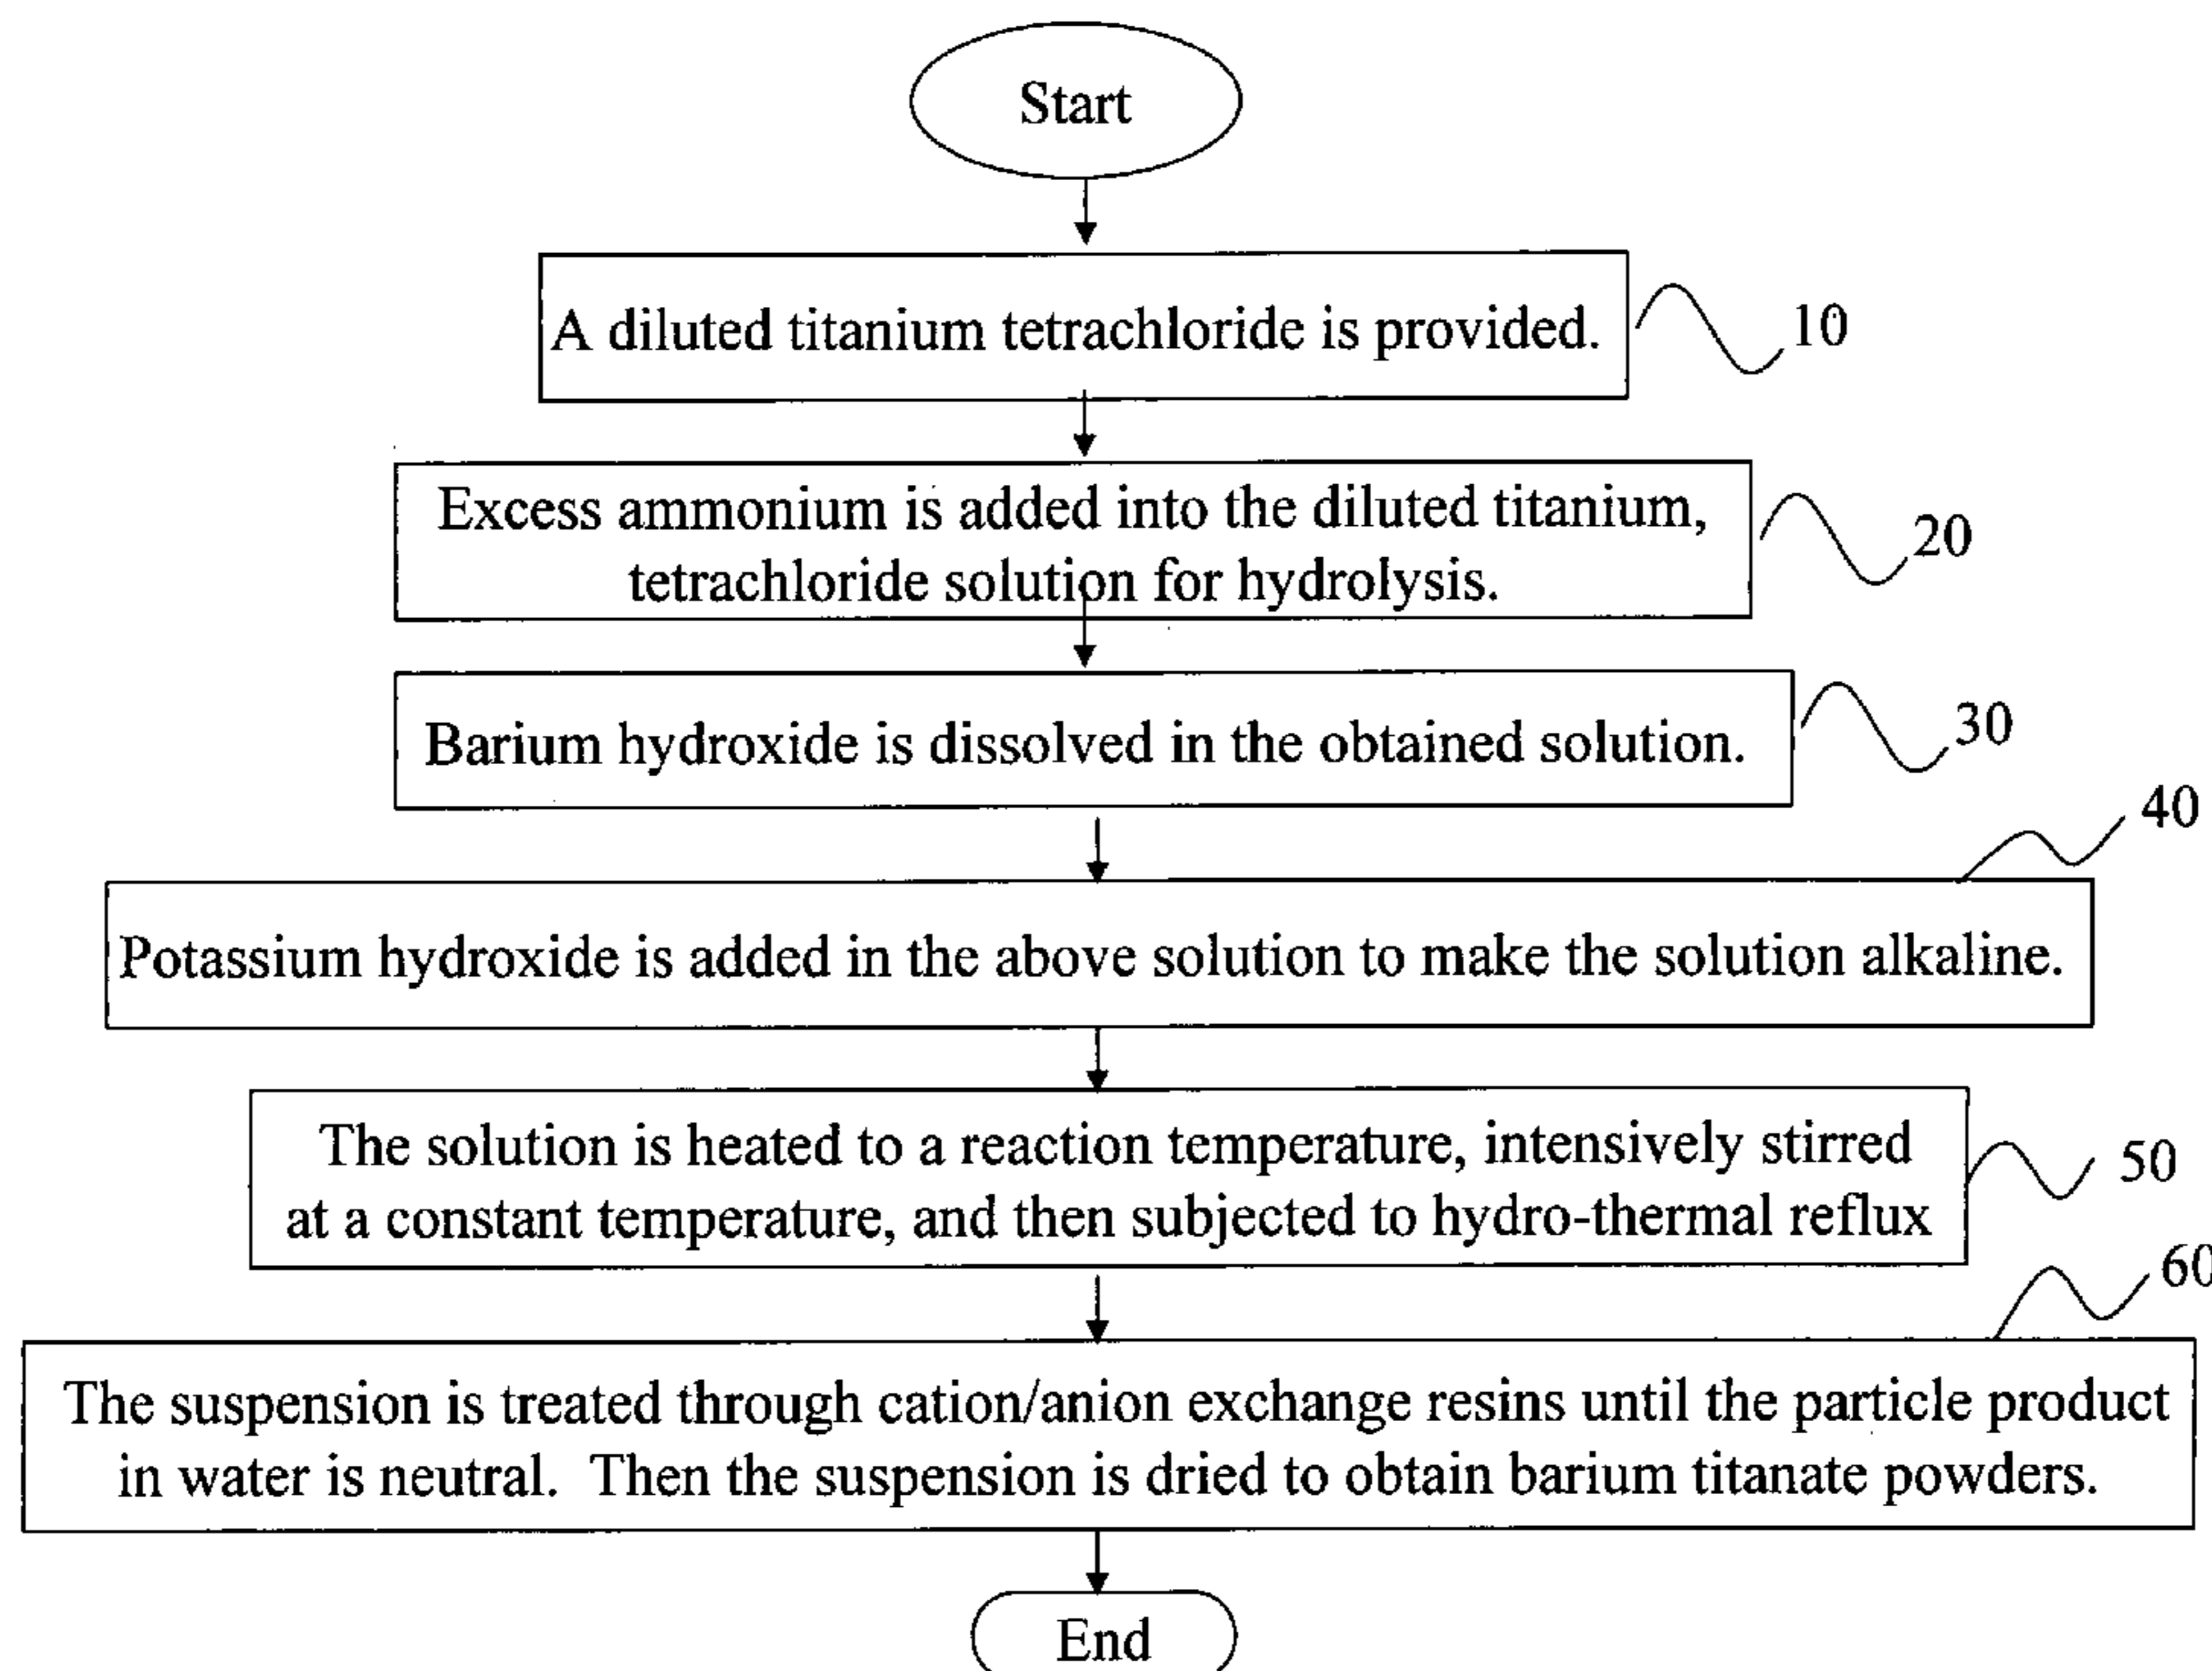 Start
A diluted titanium tetrachloride is provided.
10
Excess ammonium is added into the diluted titanium,
tetrachloride solution for hydrolysis.
20
Barium hydroxide is dissolved in the obtained solution.
30
40
Potassium hydroxide is added in the above solution to make the solution alkaline.
The solution is heated to a reaction temperature, intensively stirred
at a constant temperature, and then subjected to hydro-thermal reflux
50
60
The suspension is treated through cation/anion exchange resins until the particle product
in water is neutral.  Then the suspension is dried to obtain barium titanate powders.
End